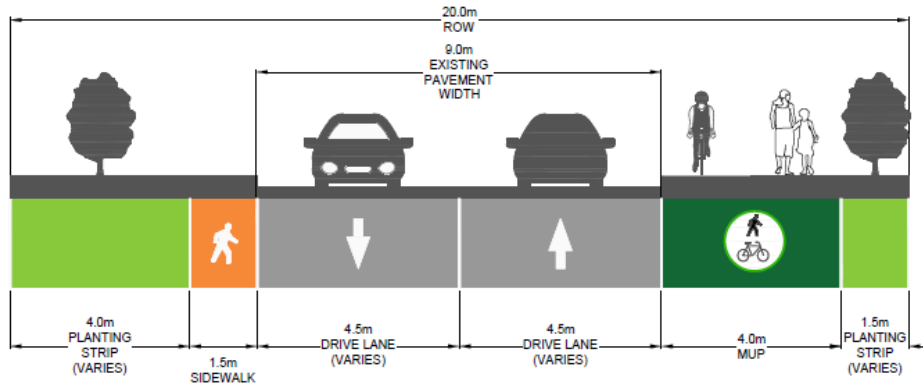 20.0m
ROW
9.0m
EXISTING
PAVEMENT
WIDTH
4.0m
PLANTING
STRIP
(VARIES)
1.5m
SIDEWALK
4.5m
DRIVE LANE
(VARIES)
4.5m
DRIVE LANE
(VARIES)
4.0m
MUP
1.5m
PLANTING
STRIP
(VARIES)